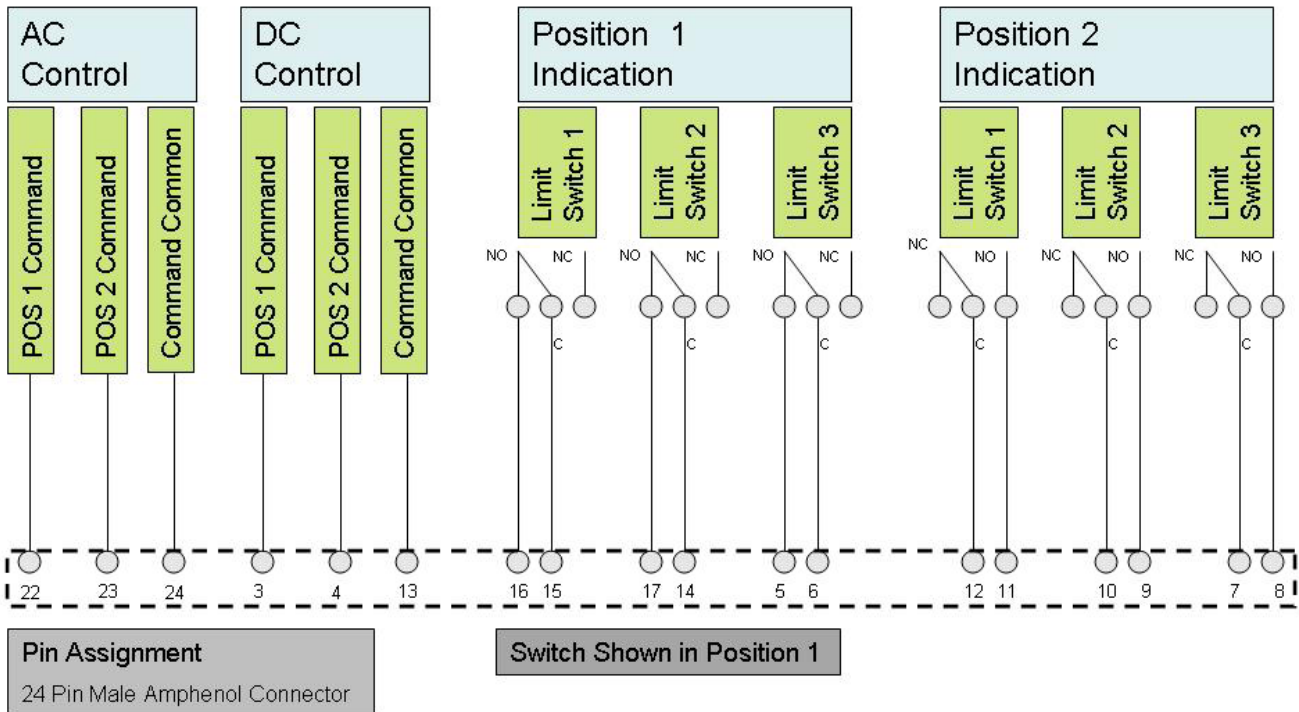 AC
Control
DC
Control
Position 1
Indication
Position 2
Indication
POS 1 Command
POS 2 Command
Command Common
POS 1 Command
POS 2 Command
Command Common
Limit
Switch 1
Limit
Switch 2
Limit
Switch 3
Limit
Switch 1
Limit
Switch 2
Limit
Switch 3
NO NC NO NC NO NC NC NO NC NO NC NO
C C C C C C
22 23 24 3 4 13 16 15 17 14 5 6 12 11 10 9 7 8
Pin Assignment
24 Pin Male Amphenol Connector
Switch Shown in Position 1